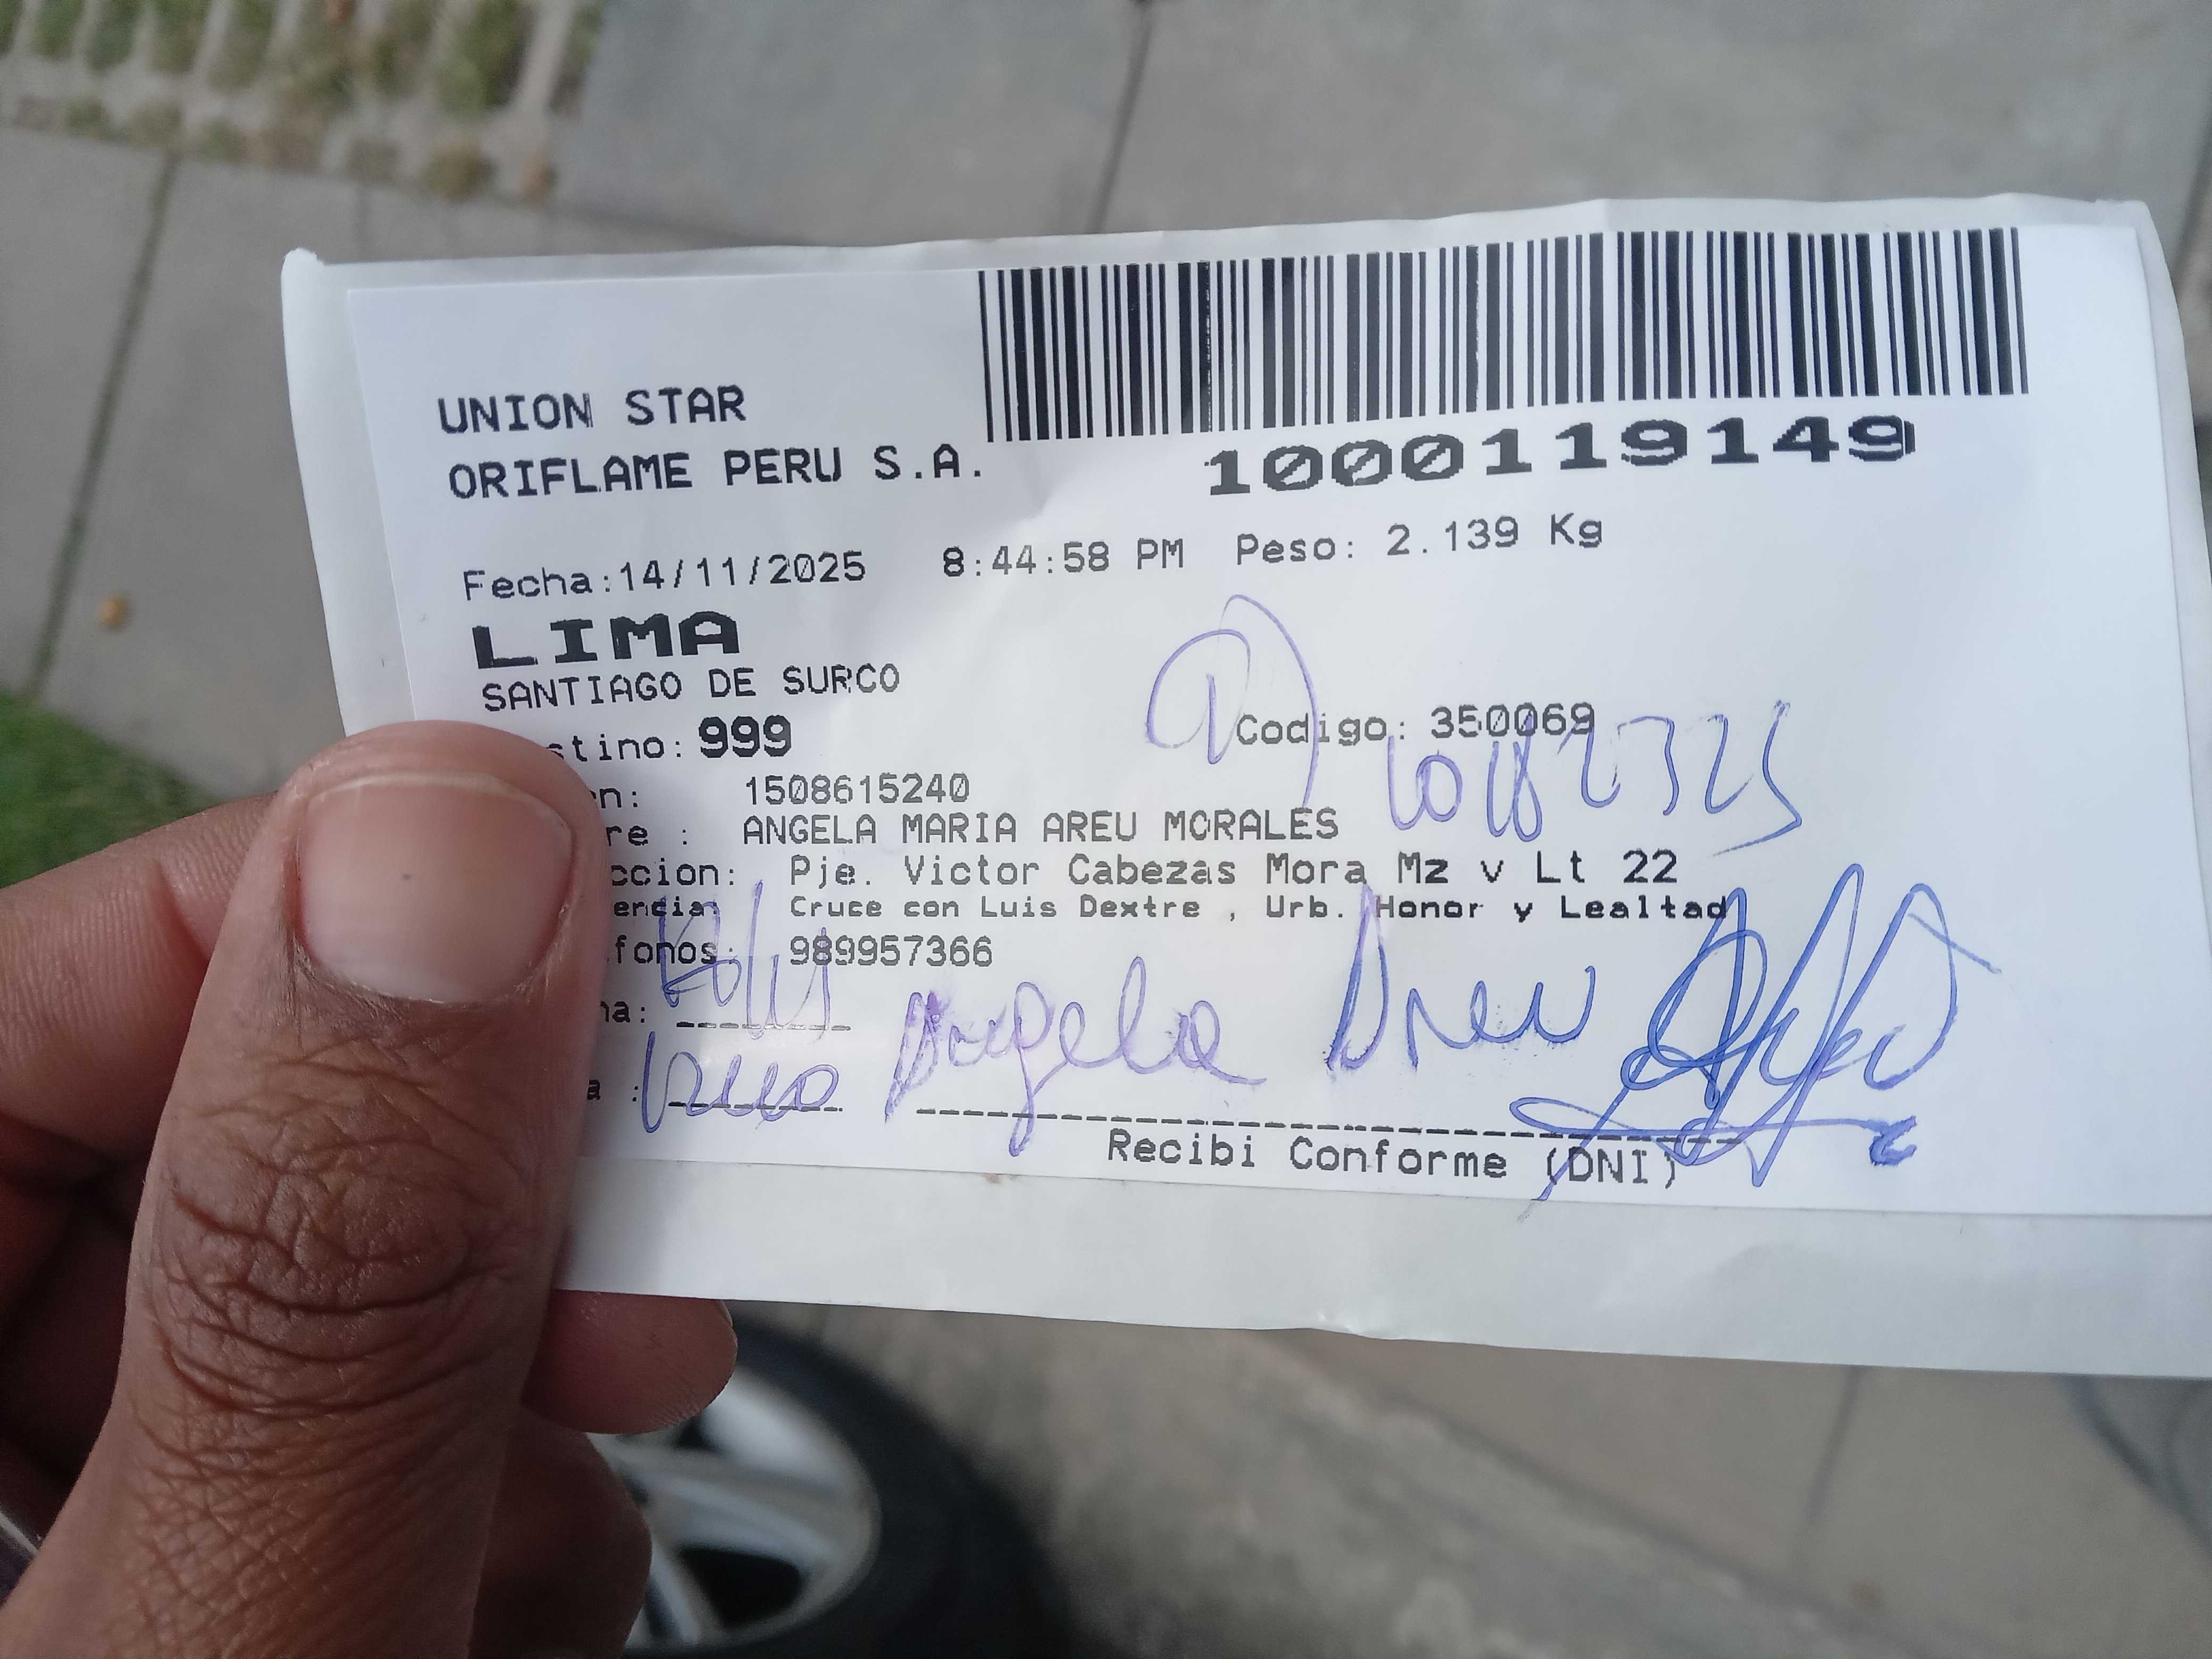 UNION STAR
ORIFLAME PERU S.A.
1000119149
Fecha:14/11/2025 8:44:58 PM Peso: 2.139 Kg
LIMA
SANTIAGO DE SURCO
stino: 999 Codigo: 350069
n: 1508615240
re : ANGELA MARIA AREU MORALES
ccion: Pje. Victor Cabezas Mora Mz v Lt 22
encia: Cruce con Luis Dextre , Urb. Honor y Lealtad
fonos: 989957366
ha:
a :
Angela Areu
Recibi Conforme (DNI)